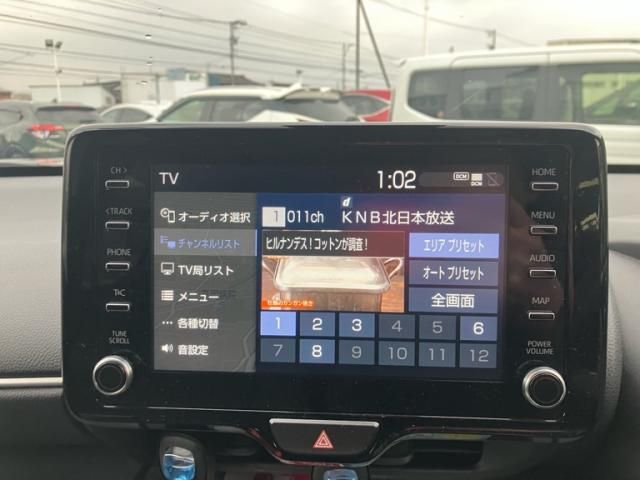 CH>
<TRACK
PHONE
TUNE
SCROLL
TV
1:02
DCM
DCM
オーディオ選択
チャンネルリスト
TV局リスト
メニュー
各種切替
音設定
d
1 011ch KNB北日本放送
ヒルナンデス!コットンが調査!
エリア プリセット
オート プリセット
全画面
1 2 3 4 5 6
7 8 9 10 11 12
HOME
MENU
AUDIO
MAP
POWER
VOLUME